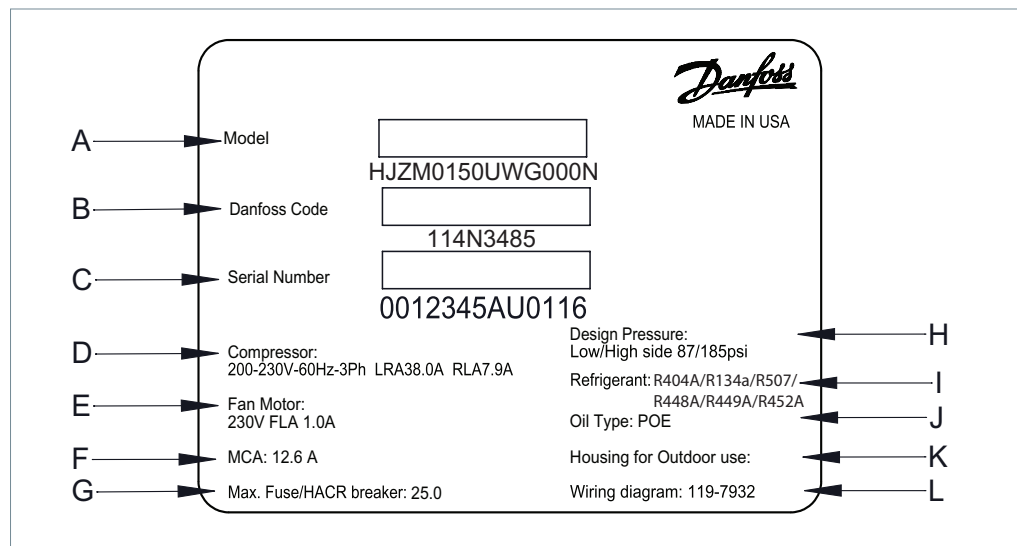 Danfoss
MADE IN USA
A
Model
HJZM0150UWG000N
B
Danfoss Code
114N3485
C
Serial Number
0012345AU0116
D
Compressor:
200-230V-60Hz-3Ph LRA38.0A RLA7.9A
E
Fan Motor:
230V FLA 1.0A
F
MCA: 12.6 A
G
Max. Fuse/HACR breaker: 25.0
Design Pressure:
Low/High side 87/185psi
H
Refrigerant: R404A/R134a/R507/
R448A/R449A/R452A
I
Oil Type: POE
J
Housing for Outdoor use:
K
Wiring diagram: 119-7932
L